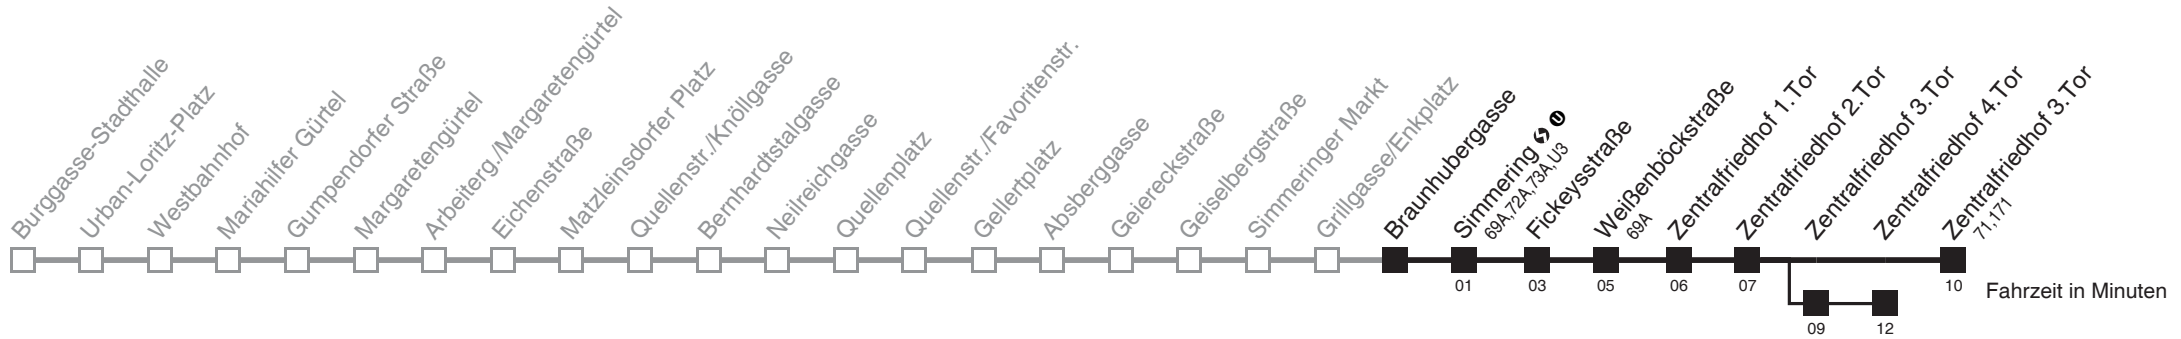 Burggasse-Stadthalle
Urban-Loritz-Platz
Westbahnhof
Mariahilfer Gürtel
Gumpendorfer Straße
Margaretengürtel
Arbeiterg./Margaretengürtel
Eichenstraße
Matzleinsdorfer Platz
Quellenstr./Knöllgasse
Bernhardtstalgasse
Neilreichgasse
Quellenplatz
Quellenstr./Favoritenstr.
Gellertplatz
Absberggasse
Geiereckstraße
Geiselbergstraße
Simmeringer Markt
Grillgasse/Enkplatz
Braunhubergasse
Simmering S U
69A,72A,73A,U3
Fickeysstraße
Weißenböckstraße
69A
Zentralfriedhof 1.Tor
Zentralfriedhof 2.Tor
Zentralfriedhof 3.Tor
Zentralfriedhof 4.Tor
Zentralfriedhof 3.Tor
71,171
01 03 05 06 07 10
Fahrzeit in Minuten
09 12